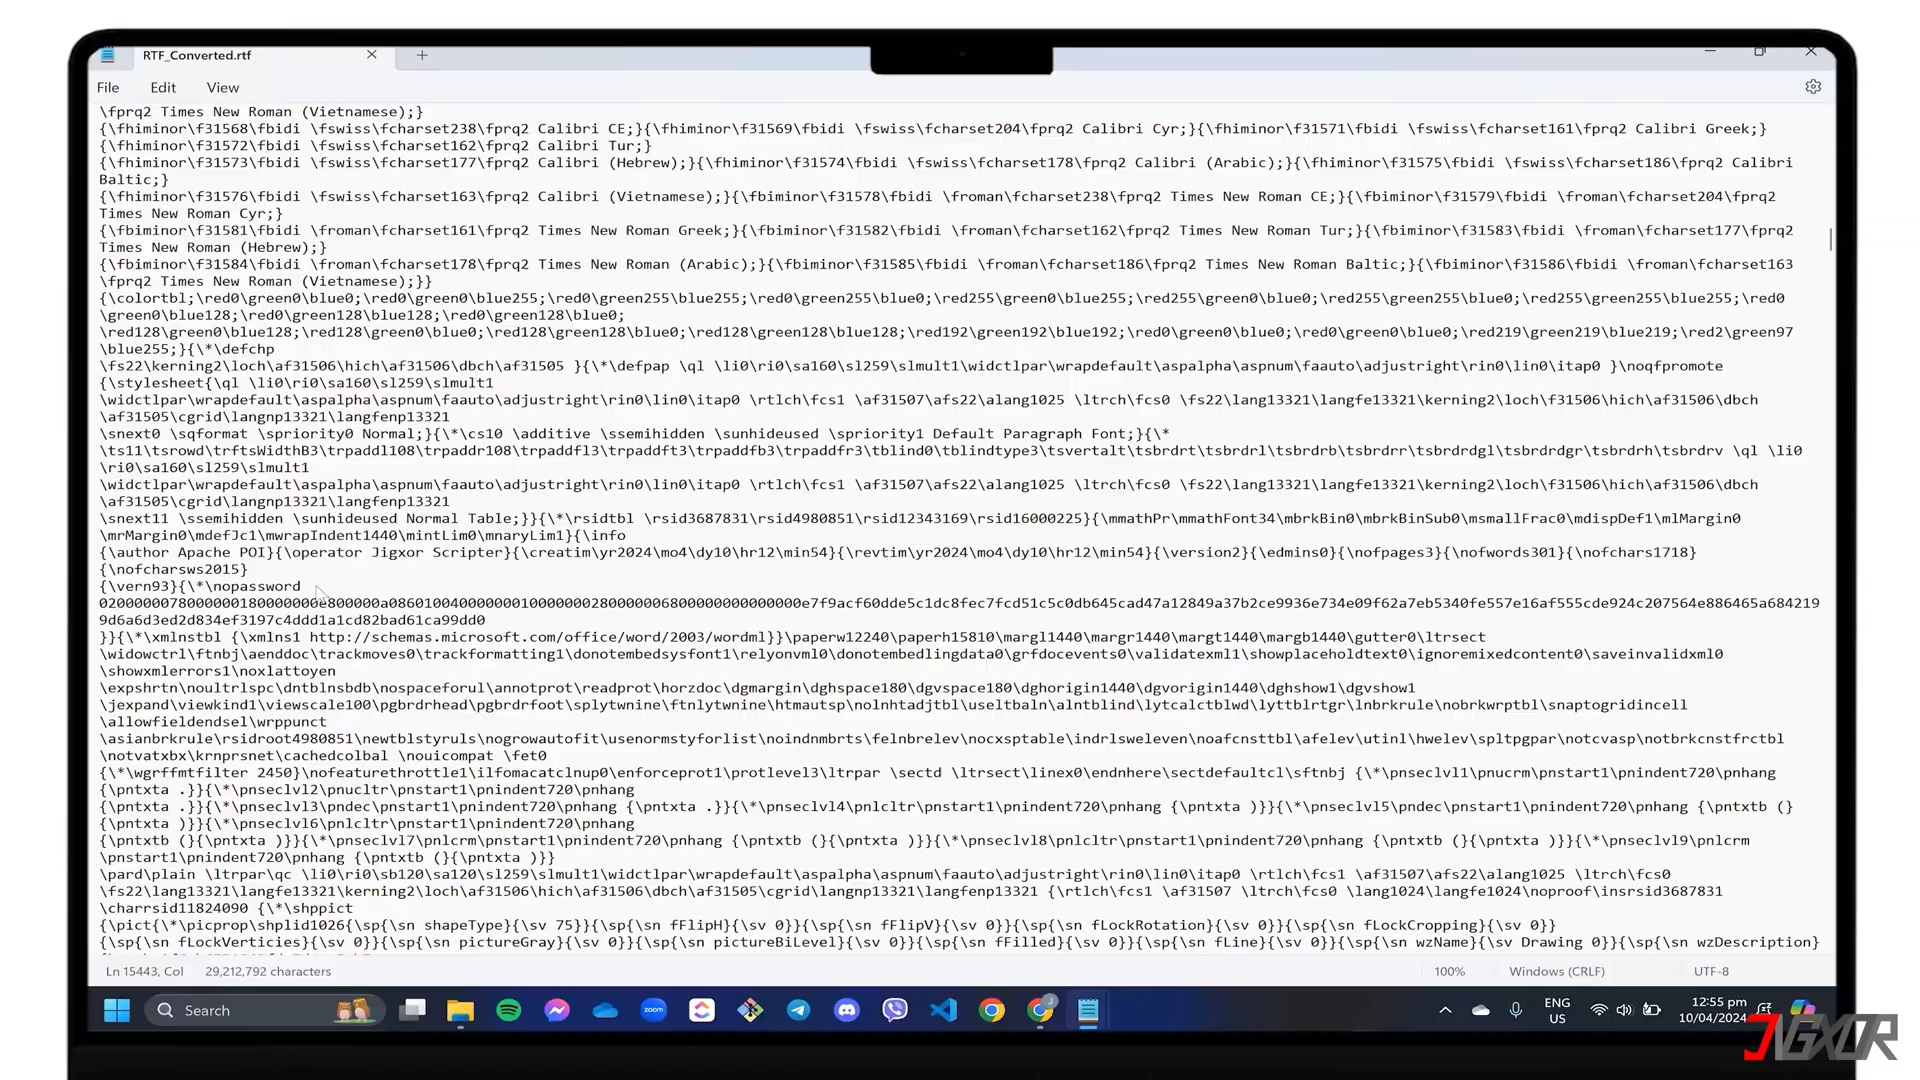 RTF_Converted.rtf
File Edit View
\fprq2 Times New Roman (Vietnamese);}
{\fhiminor\f31568\fbidi \fswiss\fcharset238\fprq2 Calibri CE;}{\fhiminor\f31569\fbidi \fswiss\fcharset204\fprq2 Calibri Cyr;}{\fhiminor\f31571\fbidi \fswiss\fcharset161\fprq2 Calibri Greek;}
{\fhiminor\f31572\fbidi \fswiss\fcharset162\fprq2 Calibri Tur;}
{\fhiminor\f31573\fbidi \fswiss\fcharset177\fprq2 Calibri (Hebrew);}{\fhiminor\f31574\fbidi \fswiss\fcharset178\fprq2 Calibri (Arabic);}{\fhiminor\f31575\fbidi \fswiss\fcharset186\fprq2 Calibri
Baltic;}
{\fhiminor\f31576\fbidi \fswiss\fcharset163\fprq2 Calibri (Vietnamese);}{\fbiminor\f31578\fbidi \froman\fcharset238\fprq2 Times New Roman CE;}{\fbiminor\f31579\fbidi \froman\fcharset204\fprq2
Times New Roman Cyr;}
{\fbiminor\f31581\fbidi \froman\fcharset161\fprq2 Times New Roman Greek;}{\fbiminor\f31582\fbidi \froman\fcharset162\fprq2 Times New Roman Tur;}{\fbiminor\f31583\fbidi \froman\fcharset177\fprq2
Times New Roman (Hebrew);}
{\fbiminor\f31584\fbidi \froman\fcharset178\fprq2 Times New Roman (Arabic);}{\fbiminor\f31585\fbidi \froman\fcharset186\fprq2 Times New Roman Baltic;}{\fbiminor\f31586\fbidi \froman\fcharset163
\fprq2 Times New Roman (Vietnamese);}}
{\colortbl;\red0\green0\blue0;\red0\green0\blue255;\red0\green255\blue255;\red0\green255\blue0;\red255\green0\blue255;\red255\green0\blue0;\red255\green255\blue0;\red255\green255\blue255;\red0
\green0\blue128;\red0\green128\blue128;\red0\green128\blue0;
\red128\green0\blue128;\red128\green0\blue0;\red128\green128\blue0;\red128\green128\blue128;\red192\green192\blue192;\red0\green0\blue0;\red0\green0\blue0;\red219\green219\blue219;\red2\green97
\blue255;}{\*\defchp
\fs22\kerning2\loch\af31506\hich\af31506\dbch\af31505 }{\*\defpap \ql \li0\ri0\sa160\sl259\slmult1\widctlpar\wrapdefault\aspalpha\aspnum\faauto\adjustright\rin0\lin0\itap0 }\noqfpromote
{\stylesheet{\ql \li0\ri0\sa160\sl259\slmult1
\widctlpar\wrapdefault\aspalpha\aspnum\faauto\adjustright\rin0\lin0\itap0 \rtlch\fcs1 \af31507\afs22\alang1025 \ltrch\fcs0 \fs22\lang13321\langfe13321\kerning2\loch\f31506\hich\af31506\dbch
\af31505\cgrid\langnp13321\langfenp13321
\snext0 \sqformat \spriority0 Normal;}{\*\cs10 \additive \ssemihidden \sunhideused \spriority1 Default Paragraph Font;}{\*
\ts11\tsrowd\trftsWidthB3\trpaddl108\trpaddr108\trpaddfl3\trpaddft3\trpaddfb3\trpaddfr3\tblind0\tblindtype3\tsvertalt\tsbrdrt\tsbrdrl\tsbrdrb\tsbrdrr\tsbrdrdgl\tsbrdrdgr\tsbrdrh\tsbrdrv \ql \li0
\ri0\sa160\sl259\slmult1
\widctlpar\wrapdefault\aspalpha\aspnum\faauto\adjustright\rin0\lin0\itap0 \rtlch\fcs1 \af31507\afs22\alang1025 \ltrch\fcs0 \fs22\lang13321\langfe13321\kerning2\loch\f31506\hich\af31506\dbch
\af31505\cgrid\langnp13321\langfenp13321
\snext11 \ssemihidden \sunhideused Normal Table;}}{\*\rsidtbl \rsid3687831\rsid4980851\rsid12343169\rsid16000225}{\mmathPr\mmathFont34\mbrkBin0\mbrkBinSub0\msmallFrac0\mdispDef1\mlMargin0
\mrMargin0\mdefJc1\mwrapIndent1440\mintLim0\mnaryLim1}{\info
{\author Apache POI}{\operator Jigxor Scripter}{\creatim\yr2024\mo4\dy10\hr12\min54}{\revtim\yr2024\mo4\dy10\hr12\min54}{\version2}{\edmins0}{\nofpages3}{\nofwords301}{\nofchars1718}
{\nofcharsws2015}
{\vern93}{\*\nopassword
}}{\*\xmlnstbl {\xmlns1 http://schemas.microsoft.com/office/word/2003/wordml}}\paperw12240\paperh15810\margl1440\margr1440\margt1440\margb1440\gutter0\ltrsect
\widowctrl\ftnbj\aenddoc\trackmoves0\trackformatting1\donotembedsysfont1\relyonvml0\donotembedlingdata0\grfdocevents0\validatexml1\showplaceholdtext0\ignoremixedcontent0\saveinvalidxml0
\showxmlerrors1\noxlattoyen
\expshrtn\noultrlspc\dntblnsbdb\nospaceforul\annotprot\readprot\horzdoc\dgmargin\dghspace180\dgvspace180\dghorigin1440\dgvorigin1440\dghshow1\dgvshow1
\jexpand\viewkind1\viewscale100\pgbrdrhead\pgbrdrfoot\splytwnine\ftnlytwnine\htmautsp\nolnhtadjtbl\useltbaln\alntblind\lytcalctblwd\lyttblrtgr\lnbrkrule\nobrkwrptbl\snaptogridincell
\allowfieldendsel\wrppunct
\asianbrkrule\rsidroot4980851\newtblstyruls\nogrowautofit\usenormstyforlist\noindnmbrts\felnbrelev\nocxsptable\indrlsweleven\noafcnsttbl\afelev\utinl\hwelev\spltpgpar\notcvasp\notbrkcnstfrctbl
\notvatxbx\krnprsnet\cachedcolbal \nouicompat \fet0
{\*\wgrffmtfilter 2450}\nofeaturethrottle1\ilfomacatclnup0\enforceprot1\protlevel3\ltrpar \sectd \ltrsect\linex0\endnhere\sectdefaultcl\sftnbj {\*\pnseclvl1\pnucrm\pnstart1\pnindent720\pnhang
{\pntxta .}}{\*\pnseclvl2\pnucltr\pnstart1\pnindent720\pnhang
{\pntxta .}}{\*\pnseclvl3\pndec\pnstart1\pnindent720\pnhang {\pntxta .}}{\*\pnseclvl4\pnlcltr\pnstart1\pnindent720\pnhang {\pntxta )}}{\*\pnseclvl5\pndec\pnstart1\pnindent720\pnhang {\pntxtb (}
{\pntxta )}}{\*\pnseclvl6\pnlcltr\pnstart1\pnindent720\pnhang
{\pntxtb (}{\pntxta )}}{\*\pnseclvl7\pnlcrm\pnstart1\pnindent720\pnhang {\pntxtb (}{\pntxta )}}{\*\pnseclvl8\pnlcltr\pnstart1\pnindent720\pnhang {\pntxtb (}{\pntxta )}}{\*\pnseclvl9\pnlcrm
\pnstart1\pnindent720\pnhang {\pntxtb (}{\pntxta )}}
\pard\plain \ltrpar\qc \li0\ri0\sb120\sa120\sl259\slmult1\widctlpar\wrapdefault\aspalpha\aspnum\faauto\adjustright\rin0\lin0\itap0 \rtlch\fcs1 \af31507\afs22\alang1025 \ltrch\fcs0
\fs22\lang13321\langfe13321\kerning2\loch\af31506\hich\af31506\dbch\af31505\cgrid\langnp13321\langfenp13321 {\rtlch\fcs1 \af31507 \ltrch\fcs0 \lang1024\langfe1024\noproof\insrsid3687831
\charrsid11824090 {\*\shppict
{\pict{\*\picprop\shplid1026{\sp{\sn shapeType}{\sv 75}}{\sp{\sn fFlipH}{\sv 0}}{\sp{\sn fFlipV}{\sv 0}}{\sp{\sn fLockRotation}{\sv 0}}{\sp{\sn fLockCropping}{\sv 0}}
{\sp{\sn fLockVerticies}{\sv 0}}{\sp{\sn pictureGray}{\sv 0}}{\sp{\sn pictureBiLevel}{\sv 0}}{\sp{\sn fFilled}{\sv 0}}{\sp{\sn fLine}{\sv 0}}{\sp{\sn wzName}{\sv Drawing 0}}{\sp{\sn wzDescription}
Ln 15443, Col 29,212,792 characters 100% Windows (CRLF) UTF-8
Search zoom ENG US 12:55 pm 10/04/2024
JIGXOR